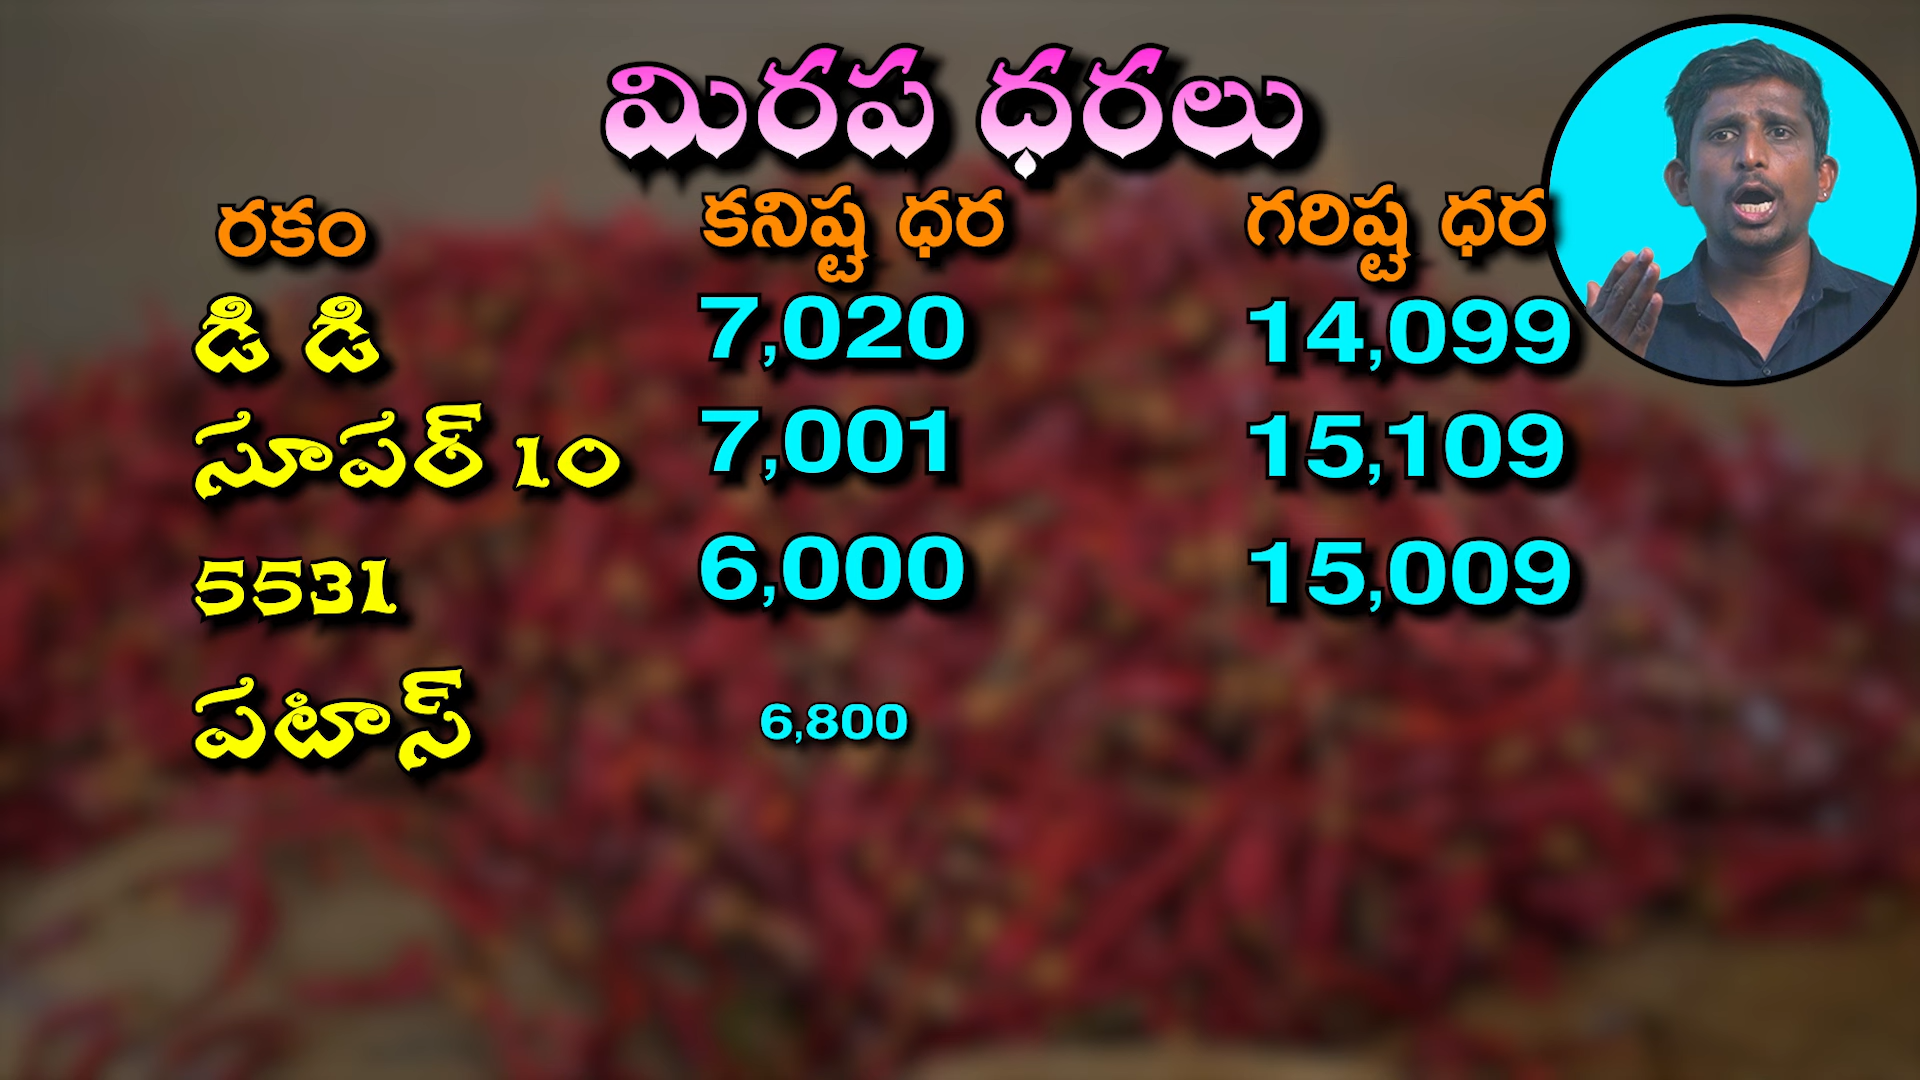 మిరప ధరలు
రకం కనిష్ట ధర గరిష్ట ధర
డి డి 7,020 14,099
సూపర్ 10 7,001 15,109
5531 6,000 15,009
పటాస్ 6,800